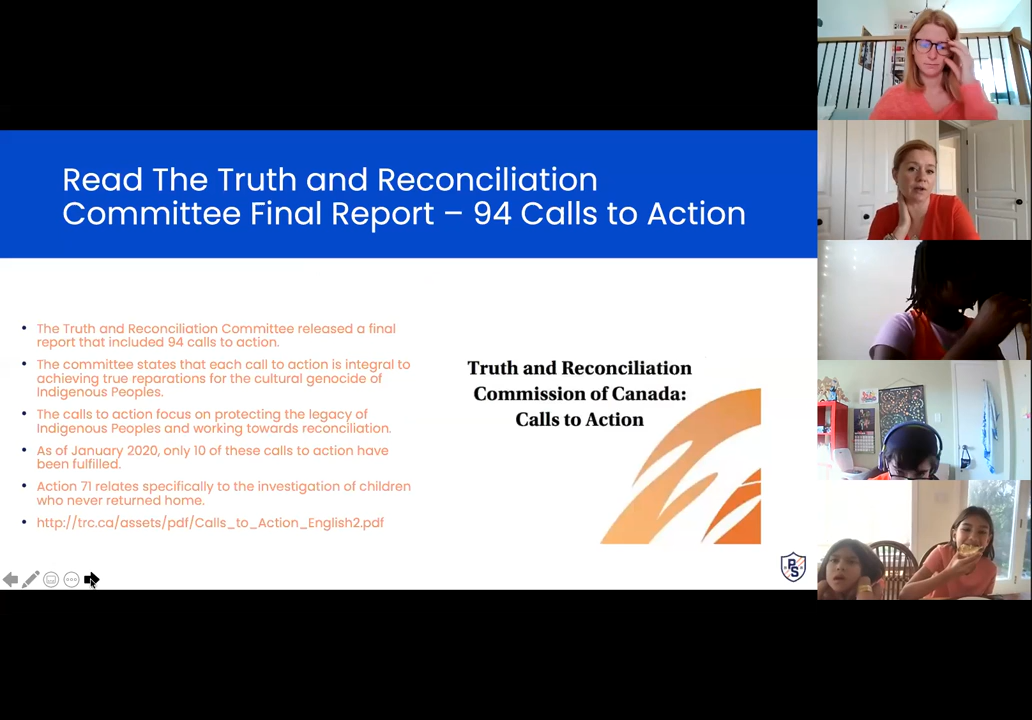 Read The Truth and Reconciliation
Committee Final Report – 94 Calls to Action
The Truth and Reconciliation Committee released a final
report that included 94 calls to action.
The committee states that each call to action is integral to
achieving true reparations for the cultural genocide of
Indigenous Peoples.
The calls to action focus on protecting the legacy of
Indigenous Peoples and working towards reconciliation.
As of January 2020, only 10 of these calls to action have
been fulfilled.
Action 71 relates specifically to the investigation of children
who never returned home.
http://trc.ca/assets/pdf/Calls_to_Action_English2.pdf
Truth and Reconciliation
Commission of Canada:
Calls to Action
P
S